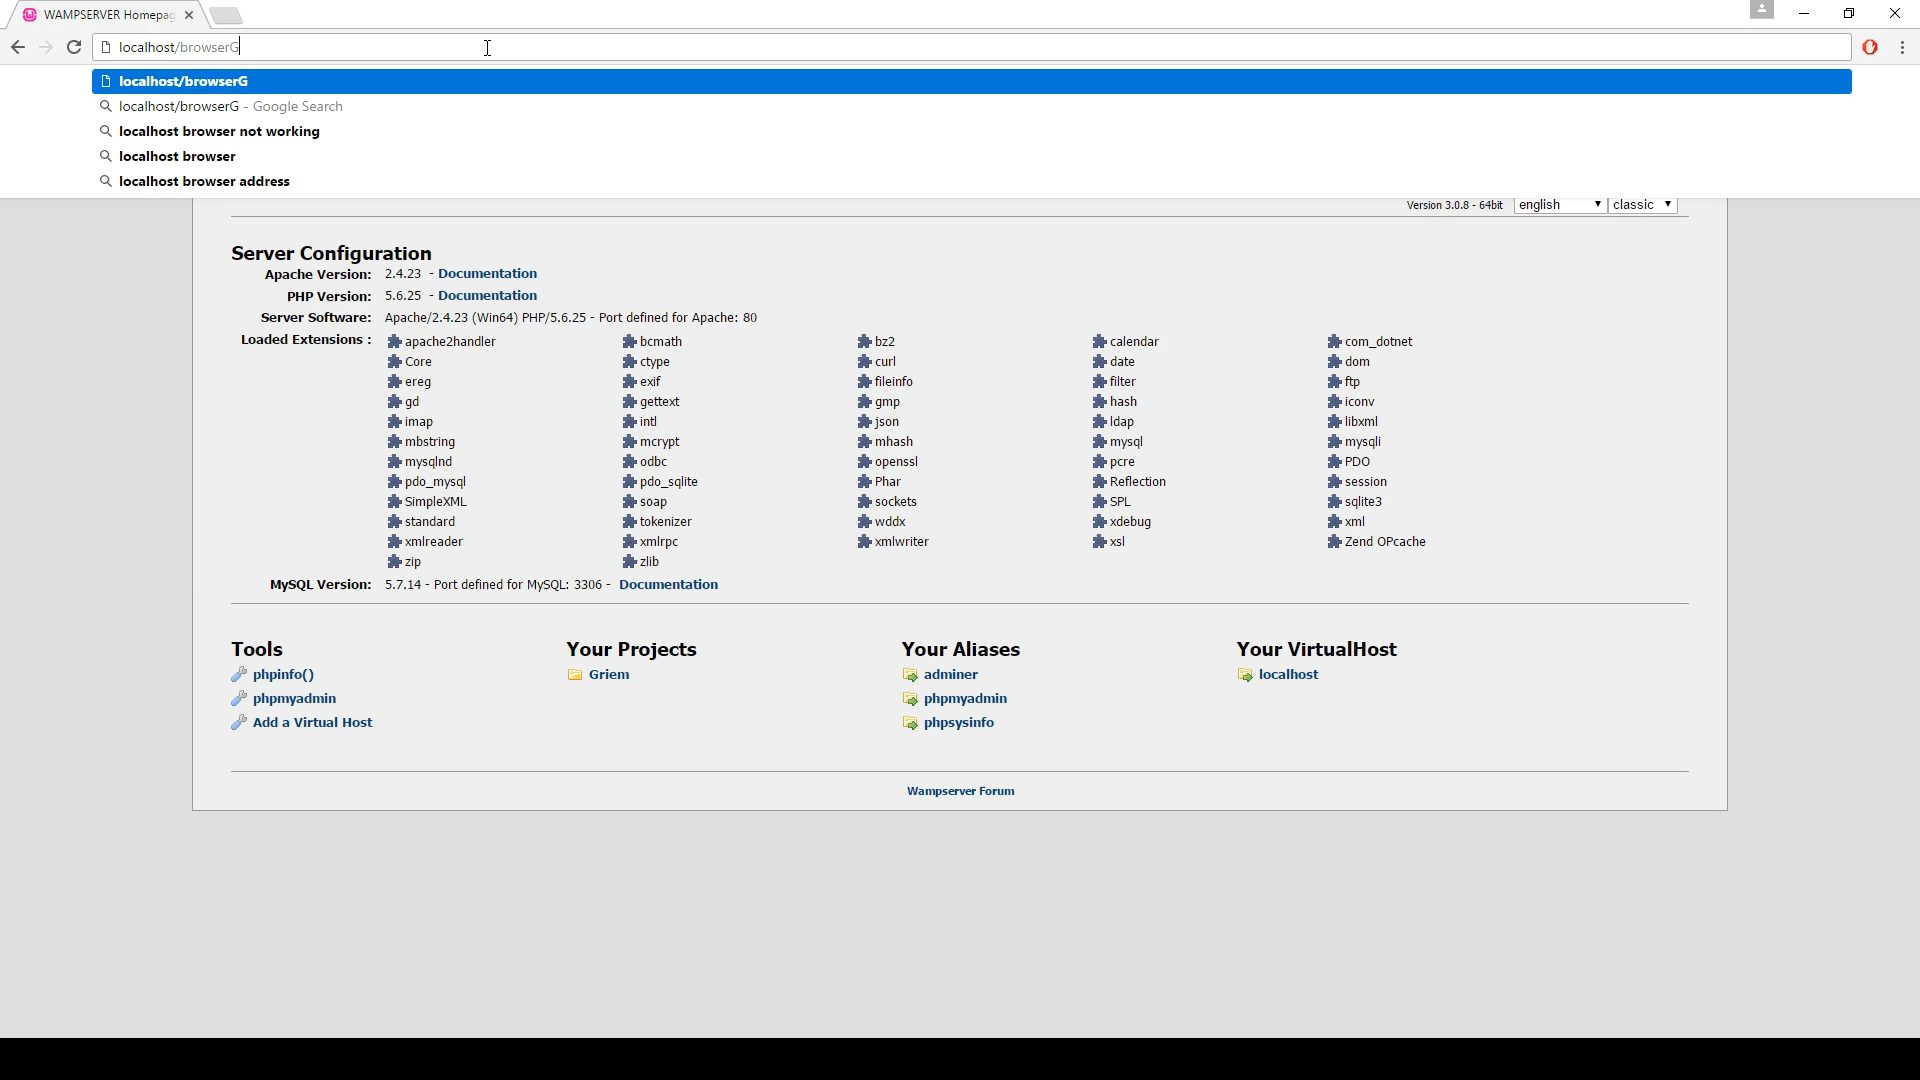 WAMPSERVER Homepag
localhost/browserG
localhost/browserG
localhost/browserG - Google Search
localhost browser not working
localhost browser
localhost browser address
Version 3.0.8 - 64bit english classic
Server Configuration
Apache Version: 2.4.23 - Documentation
PHP Version: 5.6.25 - Documentation
Server Software: Apache/2.4.23 (Win64) PHP/5.6.25 - Port defined for Apache: 80
Loaded Extensions : apache2handler bcmath bz2 calendar com_dotnet
Core ctype curl date dom
ereg exif fileinfo filter ftp
gd gettext gmp hash iconv
imap intl json ldap libxml
mbstring mcrypt mhash mysql mysqli
mysqlnd odbc openssl pcre PDO
pdo_mysql pdo_sqlite Phar Reflection session
SimpleXML soap sockets SPL sqlite3
standard tokenizer wddx xdebug xml
xmlreader xmlrpc xmlwriter xsl Zend OPcache
zip zlib
MySQL Version: 5.7.14 - Port defined for MySQL: 3306 - Documentation
Tools
phpinfo()
phpmyadmin
Add a Virtual Host
Your Projects
Griem
Your Aliases
adminer
phpmyadmin
phpsysinfo
Your VirtualHost
localhost
Wampserver Forum